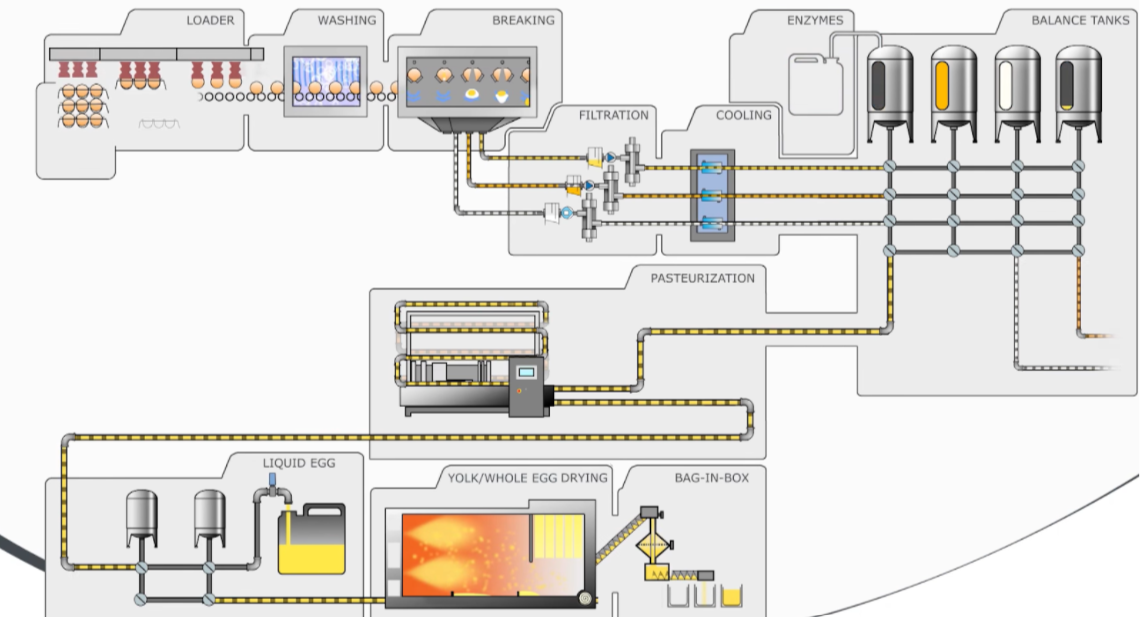 LOADER
WASHING
BREAKING
ENZYMES
BALANCE TANKS
FILTRATION
COOLING
PASTEURIZATION
LIQUID EGG
YOLK/WHOLE EGG DRYING
BAG-IN-BOX